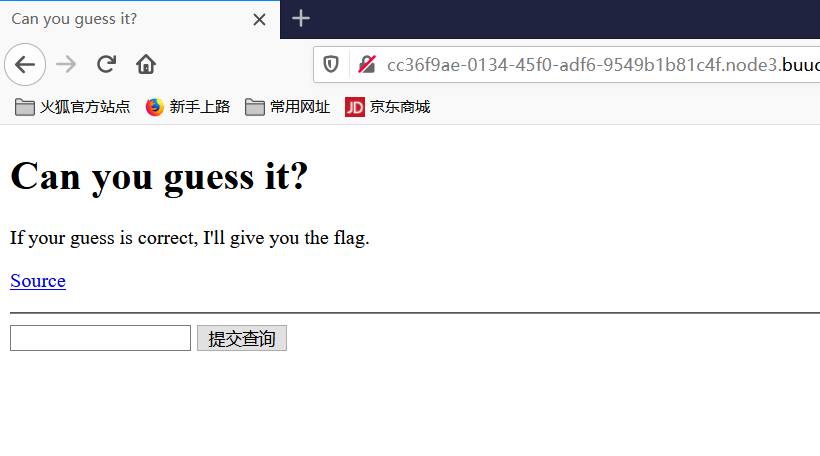 Can you guess it?
cc36f9ae-0134-45f0-adf6-9549b1b81c4f.node3.buuc
火狐官方站点 新手上路 常用网址 JD 京东商城
Can you guess it?
If your guess is correct, I'll give you the flag.
Source
提交查询